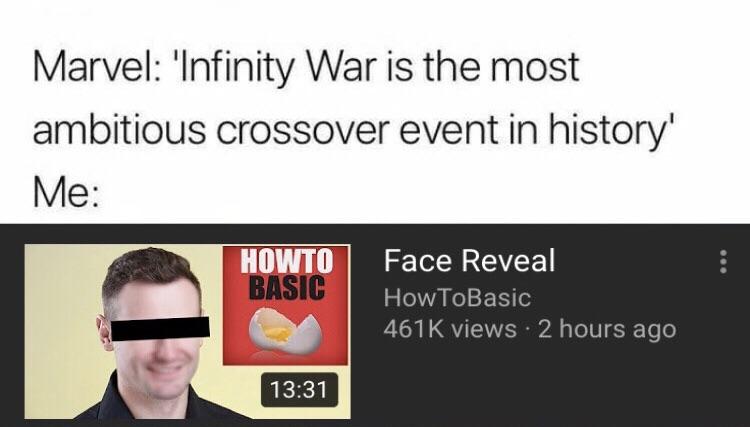 Marvel: 'Infinity War is the most
ambitious crossover event in history'
Me:
HOWTO
BASIC
13:31
Face Reveal
HowToBasic
461K views · 2 hours ago